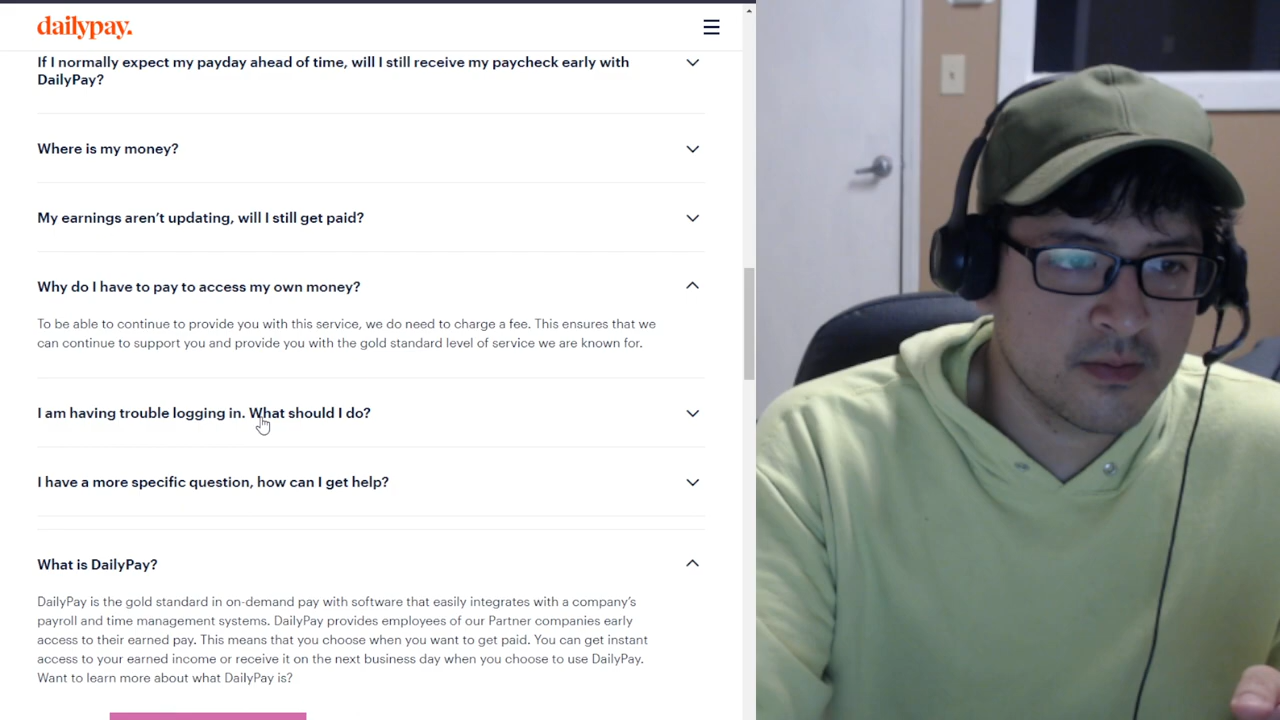 dailypay.
If I normally expect my payday ahead of time, will I still receive my paycheck early with
DailyPay?
Where is my money?
My earnings aren’t updating, will I still get paid?
Why do I have to pay to access my own money?
To be able to continue to provide you with this service, we do need to charge a fee. This ensures that we
can continue to support you and provide you with the gold standard level of service we are known for.
I am having trouble logging in. What should I do?
I have a more specific question, how can I get help?
What is DailyPay?
DailyPay is the gold standard in on-demand pay with software that easily integrates with a company’s
payroll and time management systems. DailyPay provides employees of our Partner companies early
access to their earned pay. This means that you choose when you want to get paid. You can get instant
access to your earned income or receive it on the next business day when you choose to use DailyPay.
Want to learn more about what DailyPay is?